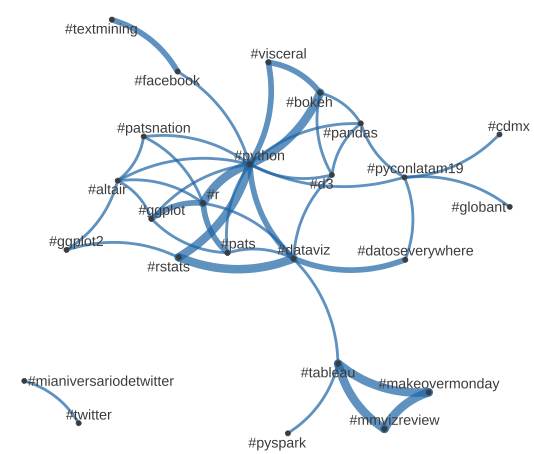 #textmining
#visceral
#facebook
#bokeh
#patsnation
#pandas
#cdmx
#python
#pyconlatam19
#d3
#altair
#r
#ggplot
#globant
#ggplot2
#pats
#dataviz
#datoseverywhere
#rstats
#tableau
#mianiversariodetwitter
#makeovermonday
#twitter
#mmvizreview
#pyspark